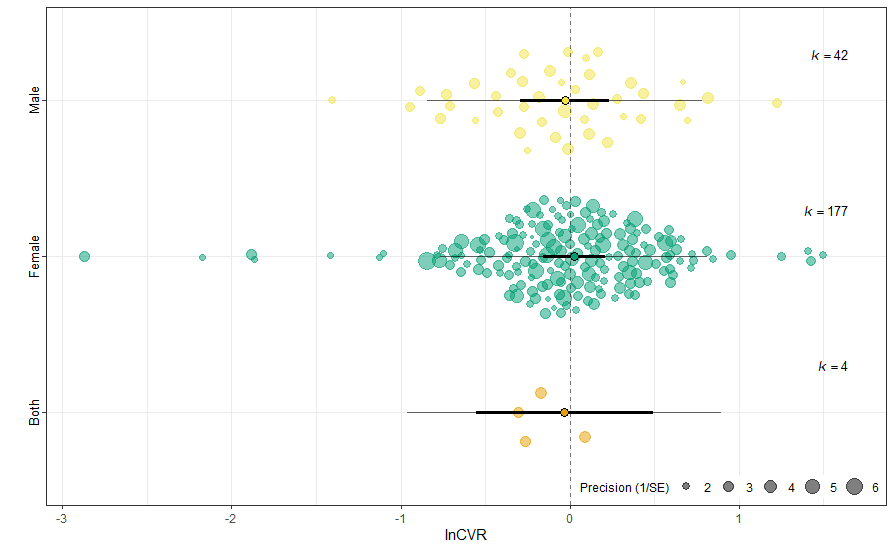 k = 42
Male
k = 177
Female
k = 4
Both
Precision (1/SE) 2 3 4 5 6
-3 -2 -1 0 1
lnCVR